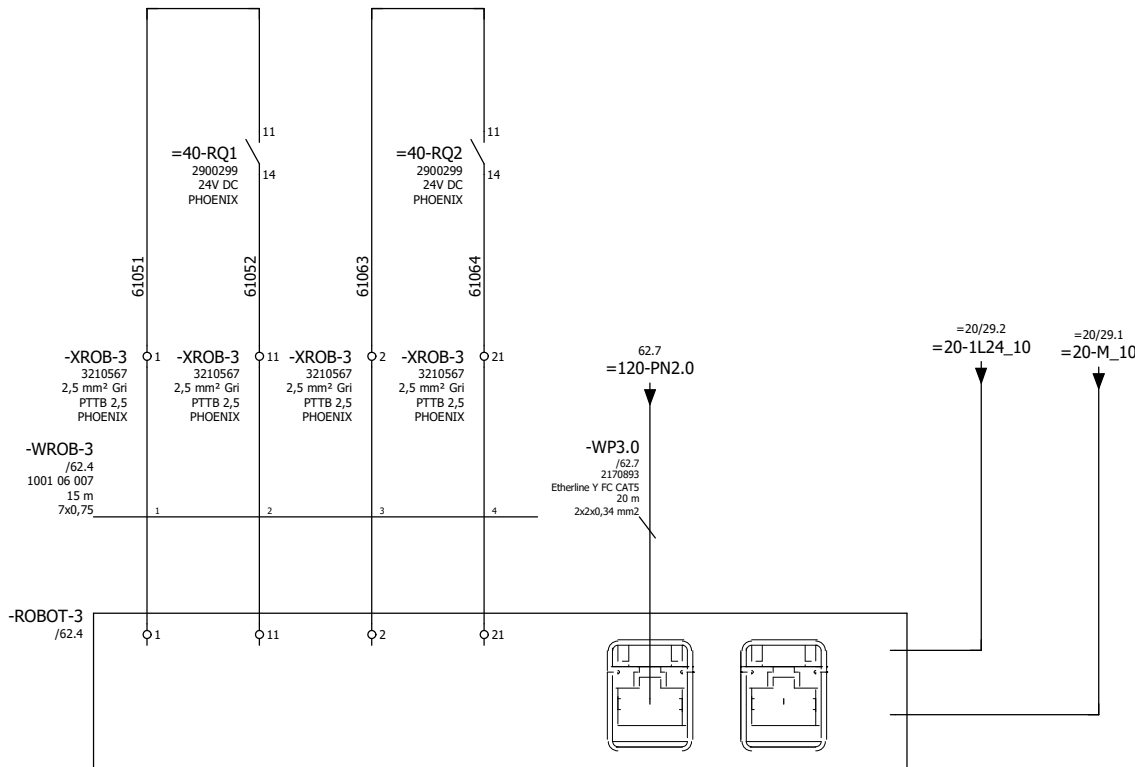 11
=40-RQ1
2900299
24V DC
PHOENIX
14
11
=40-RQ2
2900299
24V DC
PHOENIX
14
61051
61052
61063
61064
-XROB-3
3210567
2,5 mm² Gri
PTTB 2,5
PHOENIX
1
-XROB-3
3210567
2,5 mm² Gri
PTTB 2,5
PHOENIX
11
-XROB-3
3210567
2,5 mm² Gri
PTTB 2,5
PHOENIX
2
-XROB-3
3210567
2,5 mm² Gri
PTTB 2,5
PHOENIX
21
62.7
=120-PN2.0
=20/29.2
=20-1L24_10
=20/29.1
=20-M_10
-WROB-3
/62.4
1001 06 007
15 m
7x0,75
1
2
3
4
-WP3.0
/62.7
2170893
Etherline Y FC CAT5
20 m
2x2x0,34 mm2
-ROBOT-3
/62.4
1
11
2
21